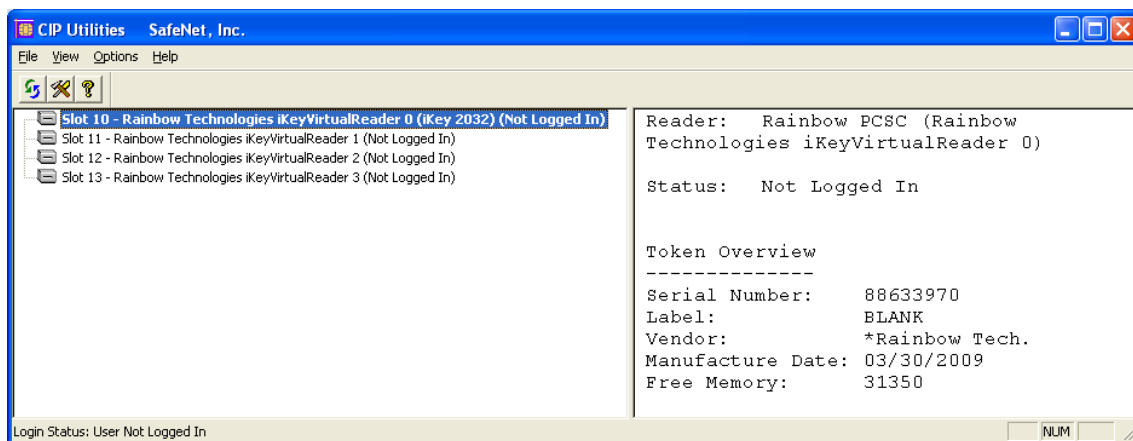 CIP Utilities SafeNet, Inc.
File View Options Help
Slot 10 - Rainbow Technologies iKeyVirtualReader 0 (iKey 2032) (Not Logged In)
Slot 11 - Rainbow Technologies iKeyVirtualReader 1 (Not Logged In)
Slot 12 - Rainbow Technologies iKeyVirtualReader 2 (Not Logged In)
Slot 13 - Rainbow Technologies iKeyVirtualReader 3 (Not Logged In)
Reader: Rainbow PCSC (Rainbow
Technologies iKeyVirtualReader 0)
Status: Not Logged In
Token Overview
--------------
Serial Number: 88633970
Label: BLANK
Vendor: *Rainbow Tech.
Manufacture Date: 03/30/2009
Free Memory: 31350
Login Status: User Not Logged In
NUM